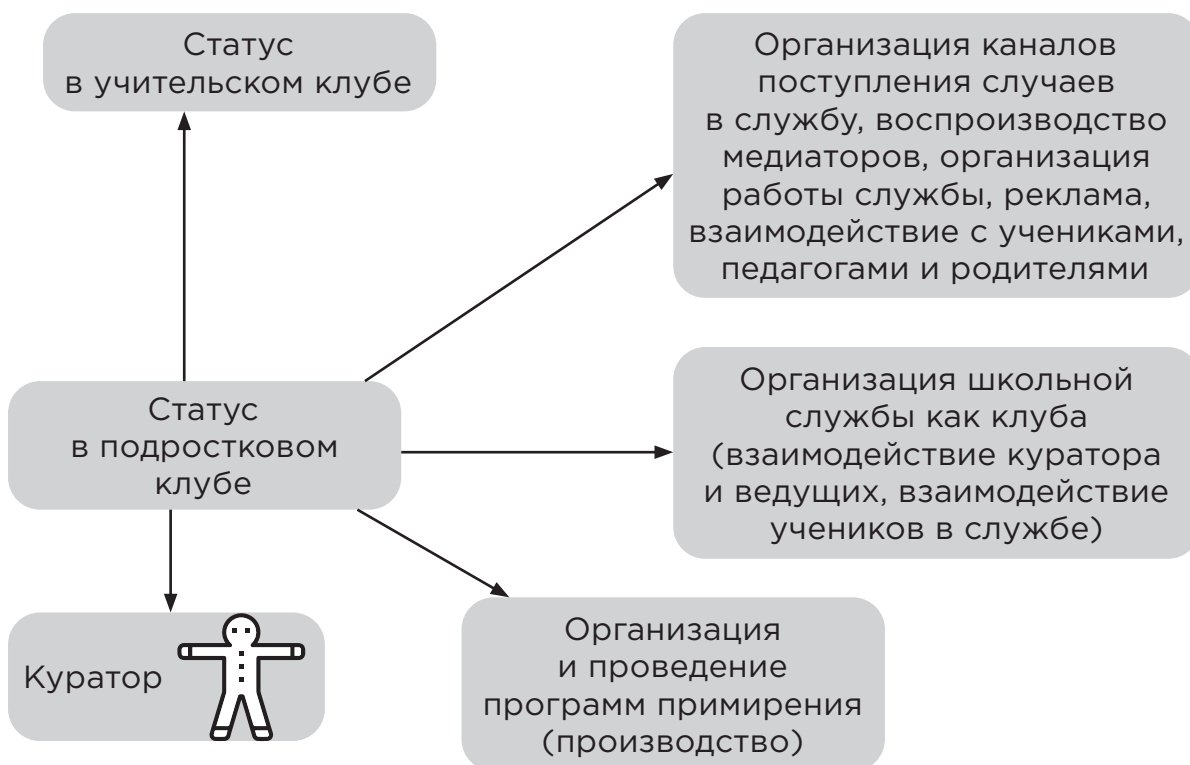 Статус
в учительском клубе
Организация каналов
поступления случаев
в службу, воспроизводство
медиаторов, организация
работы службы, реклама,
взаимодействие с учениками,
педагогами и родителями
Статус
в подростковом
клубе
Организация школьной
службы как клуба
(взаимодействие куратора
и ведущих, взаимодействие
учеников в службе)
Куратор
Организация
и проведение
программ примирения
(производство)